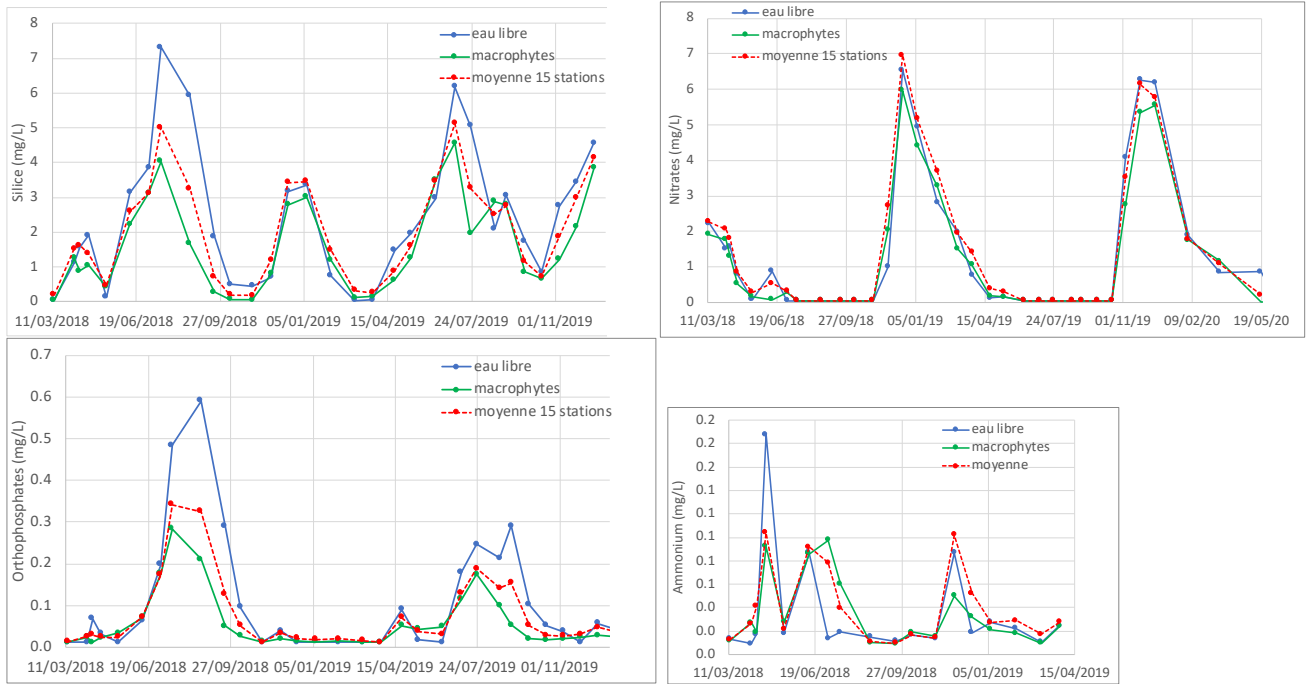 8
7
6
5
4
3
2
1
0
Silice (mg/L)
eau libre
macrophytes
moyenne 15 stations
11/03/2018 19/06/2018 27/09/2018 05/01/2019 15/04/2019 24/07/2019 01/11/2019
8
7
6
5
4
3
2
1
0
Nitrates (mg/L)
eau libre
macrophytes
moyenne 15 stations
11/03/18 19/06/18 27/09/18 05/01/19 15/04/19 24/07/19 01/11/19 09/02/20 19/05/20
0.7
0.6
0.5
0.4
0.3
0.2
0.1
0.0
Orthophosphates (mg/L)
eau libre
macrophytes
moyenne 15 stations
11/03/2018 19/06/2018 27/09/2018 05/01/2019 15/04/2019 24/07/2019 01/11/2019
0.2
0.2
0.2
0.1
0.1
0.1
0.1
0.1
0.0
0.0
0.0
Ammonium (mg/L)
eau libre
macrophytes
moyenne
11/03/2018 19/06/2018 27/09/2018 05/01/2019 15/04/2019